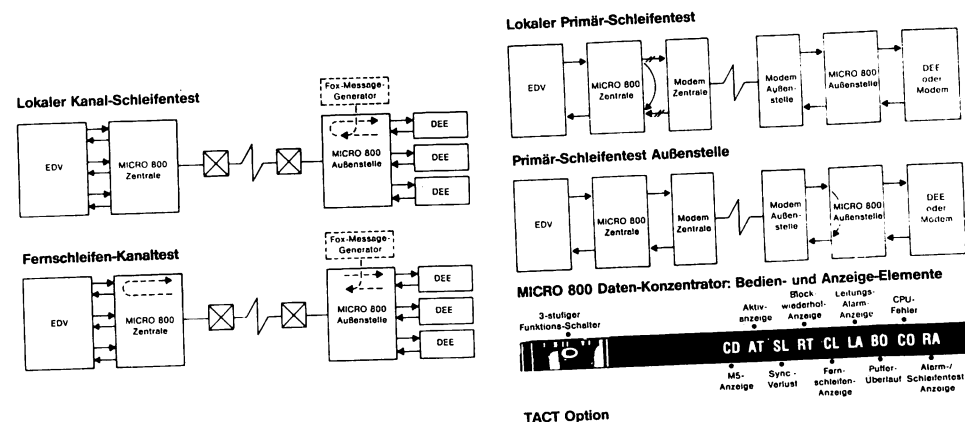 Lokaler Kanal-Schleifentest
Fox-Message-
Generator
EDV
MICRO 800
Zentrale
MICRO 800
Außenstelle
DEE
DEE
DEE
Fernschleifen-Kanaltest
Fox-Message-
Generator
EDV
MICRO 800
Zentrale
MICRO 800
Außenstelle
DEE
DEE
DEE
Lokaler Primär-Schleifentest
EDV
MICRO 800
Zentrale
Modem
Zentrale
Modem
Außen-
stelle
MICRO 800
Außenstelle
DEE
oder
Modem
Primär-Schleifentest Außenstelle
EDV
MICRO 800
Zentrale
Modem
Zentrale
Modem
Außen-
stelle
MICRO 800
Außenstelle
DEE
oder
Modem
MICRO 800 Daten-Konzentrator: Bedien- und Anzeige-Elemente
3-stufiger
Funktions-Schalter
Aktiv-
anzeige
Block
wiederhol-
Anzeige
Leitungs-
Alarm-
Anzeige
CPU-
Fehler
CD AT SL RT CL LA BO CO RA
MS-
Anzeige
Sync -
Verlust
Fern-
schleifen-
Anzeige
Puffer-
Uberlauf
Alarm-/
Schleifentest
Anzeige
TACT Option